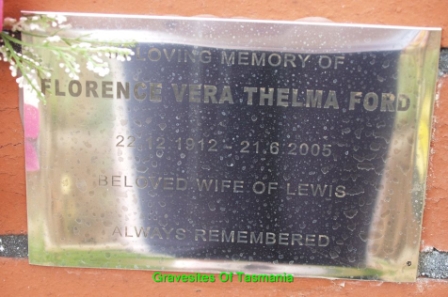 IN LOVING MEMORY OF
FLORENCE VERA THELMA FORD
22.12.1912 - 21.6.2005
BELOVED WIFE OF LEWIS
ALWAYS REMEMBERED
Gravesites Of Tasmania